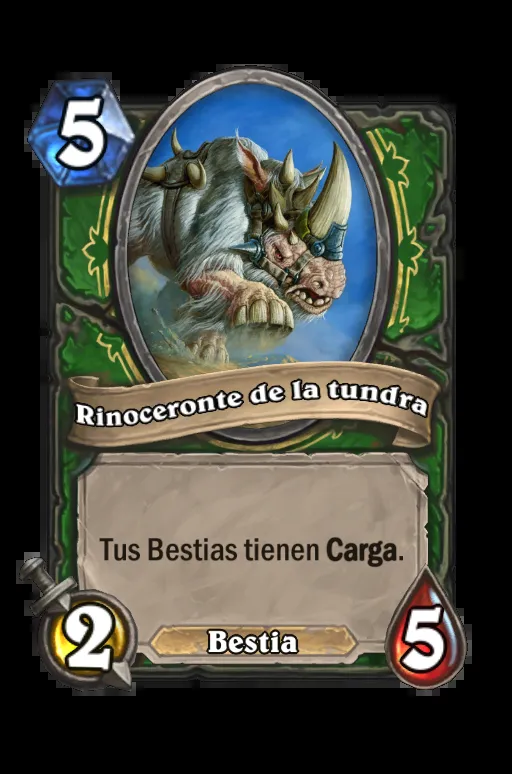 5
Rinoceronte de la tundra
Tus Bestias tienen Carga.
2
Bestia
5